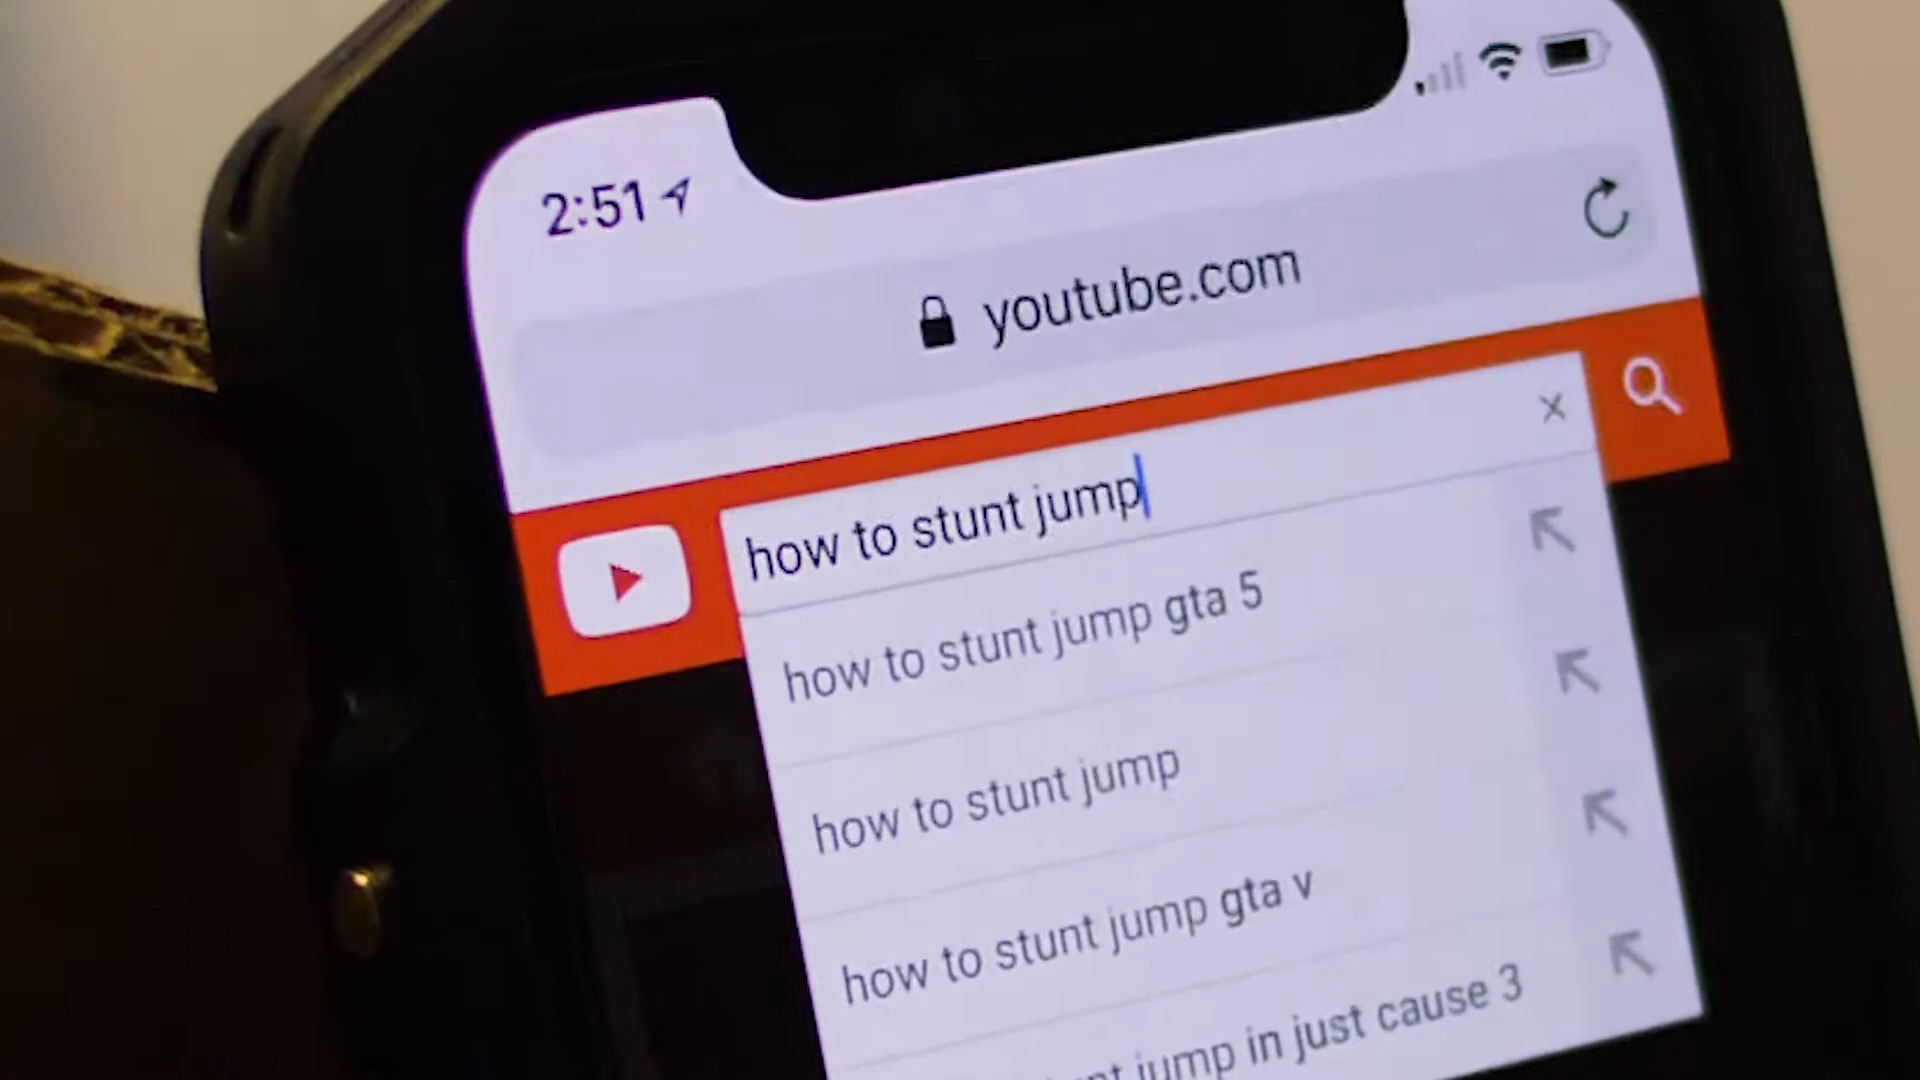 2:51
youtube.com
how to stunt jump
how to stunt jump gta 5
how to stunt jump
how to stunt jump gta v
jump in just cause 3